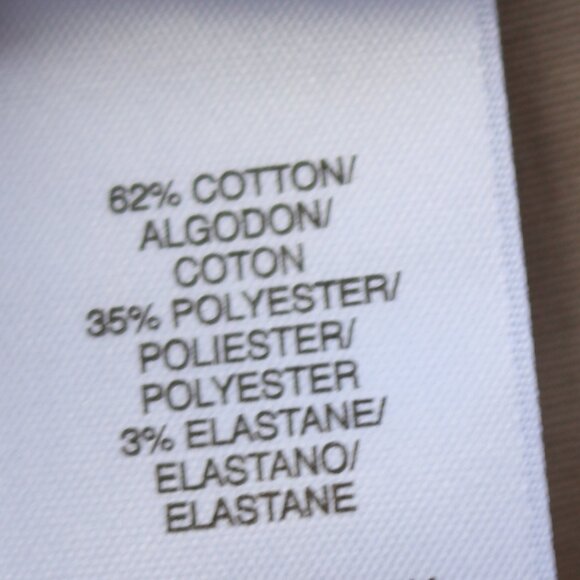 62% COTTON/
ALGODON/
COTON
35% POLYESTER/
POLIESTER/
POLYESTER
3% ELASTANE/
ELASTANO/
ELASTANE